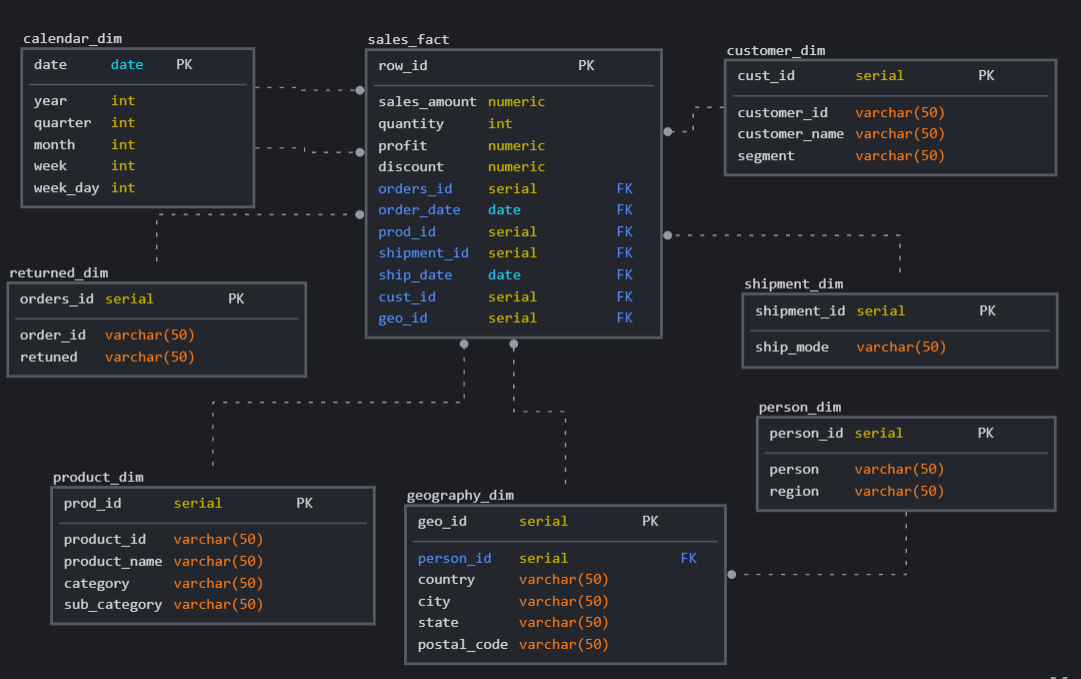 calendar_dim
date date PK
year int
quarter int
month int
week int
week_day int
sales_fact
row_id PK
sales_amount numeric
quantity int
profit numeric
discount numeric
orders_id serial FK
order_date date FK
prod_id serial FK
shipment_id serial FK
ship_date date FK
cust_id serial FK
geo_id serial FK
customer_dim
cust_id serial PK
customer_id varchar(50)
customer_name varchar(50)
segment varchar(50)
returned_dim
orders_id serial PK
order_id varchar(50)
retuned varchar(50)
shipment_dim
shipment_id serial PK
ship_mode varchar(50)
person_dim
person_id serial PK
person varchar(50)
region varchar(50)
product_dim
prod_id serial PK
product_id varchar(50)
product_name varchar(50)
category varchar(50)
sub_category varchar(50)
geography_dim
geo_id serial PK
person_id serial FK
country varchar(50)
city varchar(50)
state varchar(50)
postal_code varchar(50)